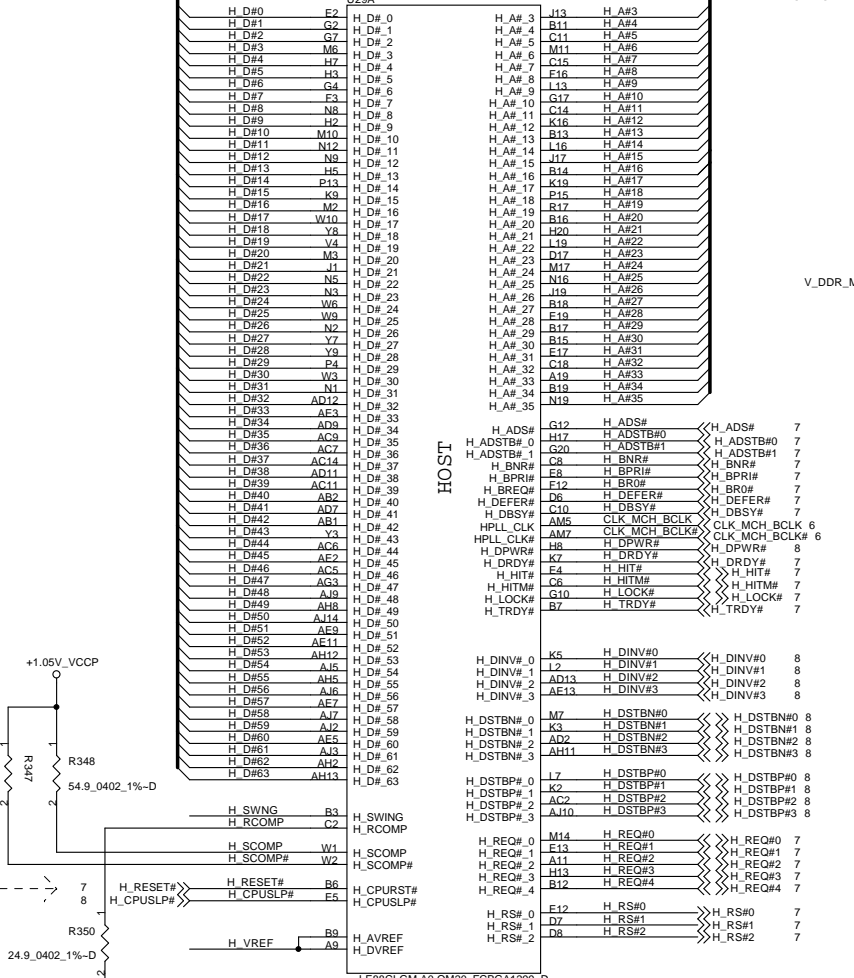 U29A
H_D#0 E2 H_D#_0
H_D#1 G2 H_D#_1
H_D#2 G7 H_D#_2
H_D#3 M6 H_D#_3
H_D#4 H7 H_D#_4
H_D#5 H3 H_D#_5
H_D#6 G4 H_D#_6
H_D#7 F3 H_D#_7
H_D#8 N8 H_D#_8
H_D#9 H2 H_D#_9
H_D#10 M10 H_D#_10
H_D#11 N12 H_D#_11
H_D#12 N9 H_D#_12
H_D#13 H5 H_D#_13
H_D#14 P13 H_D#_14
H_D#15 K9 H_D#_15
H_D#16 M2 H_D#_16
H_D#17 W10 H_D#_17
H_D#18 Y8 H_D#_18
H_D#19 V4 H_D#_19
H_D#20 M3 H_D#_20
H_D#21 J1 H_D#_21
H_D#22 N5 H_D#_22
H_D#23 N3 H_D#_23
H_D#24 W6 H_D#_24
H_D#25 W9 H_D#_25
H_D#26 N2 H_D#_26
H_D#27 Y7 H_D#_27
H_D#28 Y9 H_D#_28
H_D#29 P4 H_D#_29
H_D#30 W3 H_D#_30
H_D#31 N1 H_D#_31
H_D#32 AD12 H_D#_32
H_D#33 AE3 H_D#_33
H_D#34 AD9 H_D#_34
H_D#35 AC9 H_D#_35
H_D#36 AC7 H_D#_36
H_D#37 AC14 H_D#_37
H_D#38 AD11 H_D#_38
H_D#39 AC11 H_D#_39
H_D#40 AB2 H_D#_40
H_D#41 AD7 H_D#_41
H_D#42 AB1 H_D#_42
H_D#43 Y3 H_D#_43
H_D#44 AC6 H_D#_44
H_D#45 AE2 H_D#_45
H_D#46 AC5 H_D#_46
H_D#47 AG3 H_D#_47
H_D#48 AJ9 H_D#_48
H_D#49 AH8 H_D#_49
H_D#50 AJ14 H_D#_50
H_D#51 AE9 H_D#_51
H_D#52 AE11 H_D#_52
H_D#53 AH12 H_D#_53
H_D#54 AJ5 H_D#_54
H_D#55 AH5 H_D#_55
H_D#56 AJ6 H_D#_56
H_D#57 AE7 H_D#_57
H_D#58 AJ7 H_D#_58
H_D#59 AJ2 H_D#_59
H_D#60 AE5 H_D#_60
H_D#61 AJ3 H_D#_61
H_D#62 AH2 H_D#_62
H_D#63 AH13 H_D#_63
H_SWNG B3 H_SWING
H_RCOMP C2 H_RCOMP
H_SCOMP W1 H_SCOMP
H_SCOMP# W2 H_SCOMP#
7 H_RESET# H_RESET# B6 H_CPURST#
8 H_CPUSLP# H_CPUSLP# E5 H_CPUSLP#
H_VREF B9 H_AVREF
A9 H_DVREF
+1.05V_VCCP
1 R347 2
1 R348 2
54.9_0402_1%~D
1 R350 2
24.9_0402_1%~D
HOST
H_A#_3 J13 H_A#3
H_A#_4 B11 H_A#4
H_A#_5 C11 H_A#5
H_A#_6 M11 H_A#6
H_A#_7 C15 H_A#7
H_A#_8 F16 H_A#8
H_A#_9 L13 H_A#9
H_A#_10 G17 H_A#10
H_A#_11 C14 H_A#11
H_A#_12 K16 H_A#12
H_A#_13 B13 H_A#13
H_A#_14 L16 H_A#14
H_A#_15 J17 H_A#15
H_A#_16 B14 H_A#16
H_A#_17 K19 H_A#17
H_A#_18 P15 H_A#18
H_A#_19 R17 H_A#19
H_A#_20 B16 H_A#20
H_A#_21 H20 H_A#21
H_A#_22 L19 H_A#22
H_A#_23 D17 H_A#23
H_A#_24 M17 H_A#24
H_A#_25 N16 H_A#25
H_A#_26 J19 H_A#26
H_A#_27 B18 H_A#27
H_A#_28 E19 H_A#28
H_A#_29 B17 H_A#29
H_A#_30 B15 H_A#30
H_A#_31 E17 H_A#31
H_A#_32 C18 H_A#32
H_A#_33 A19 H_A#33
H_A#_34 B19 H_A#34
H_A#_35 N19 H_A#35
V_DDR_M
H_ADS# G12 H_ADS# H_ADS# 7
H_ADSTB#_0 H17 H_ADSTB#0 H_ADSTB#0 7
H_ADSTB#_1 G20 H_ADSTB#1 H_ADSTB#1 7
H_BNR# C8 H_BNR# H_BNR# 7
H_BPRI# E8 H_BPRI# H_BPRI# 7
H_BREQ# F12 H_BR0# H_BR0# 7
H_DEFER# D6 H_DEFER# H_DEFER# 7
H_DBSY# C10 H_DBSY# H_DBSY# 7
HPLL_CLK AM5 CLK_MCH_BCLK CLK_MCH_BCLK 6
HPLL_CLK# AM7 CLK_MCH_BCLK# CLK_MCH_BCLK# 6
H_DPWR# H8 H_DPWR# H_DPWR# 8
H_DRDY# K7 H_DRDY# H_DRDY# 7
H_HIT# E4 H_HIT# H_HIT# 7
H_HITM# C6 H_HITM# H_HITM# 7
H_LOCK# G10 H_LOCK# H_LOCK# 7
H_TRDY# B7 H_TRDY# H_TRDY# 7
H_DINV#_0 K5 H_DINV#0 H_DINV#0 8
H_DINV#_1 L2 H_DINV#1 H_DINV#1 8
H_DINV#_2 AD13 H_DINV#2 H_DINV#2 8
H_DINV#_3 AE13 H_DINV#3 H_DINV#3 8
H_DSTBN#_0 M7 H_DSTBN#0 H_DSTBN#0 8
H_DSTBN#_1 K3 H_DSTBN#1 H_DSTBN#1 8
H_DSTBN#_2 AD2 H_DSTBN#2 H_DSTBN#2 8
H_DSTBN#_3 AH11 H_DSTBN#3 H_DSTBN#3 8
H_DSTBP#_0 L7 H_DSTBP#0 H_DSTBP#0 8
H_DSTBP#_1 K2 H_DSTBP#1 H_DSTBP#1 8
H_DSTBP#_2 AC2 H_DSTBP#2 H_DSTBP#2 8
H_DSTBP#_3 AJ10 H_DSTBP#3 H_DSTBP#3 8
H_REQ#_0 M14 H_REQ#0 H_REQ#0 7
H_REQ#_1 E13 H_REQ#1 H_REQ#1 7
H_REQ#_2 A11 H_REQ#2 H_REQ#2 7
H_REQ#_3 H13 H_REQ#3 H_REQ#3 7
H_REQ#_4 B12 H_REQ#4 H_REQ#4 7
H_RS#_0 E12 H_RS#0 H_RS#0 7
H_RS#_1 D7 H_RS#1 H_RS#1 7
H_RS#_2 D8 H_RS#2 H_RS#2 7